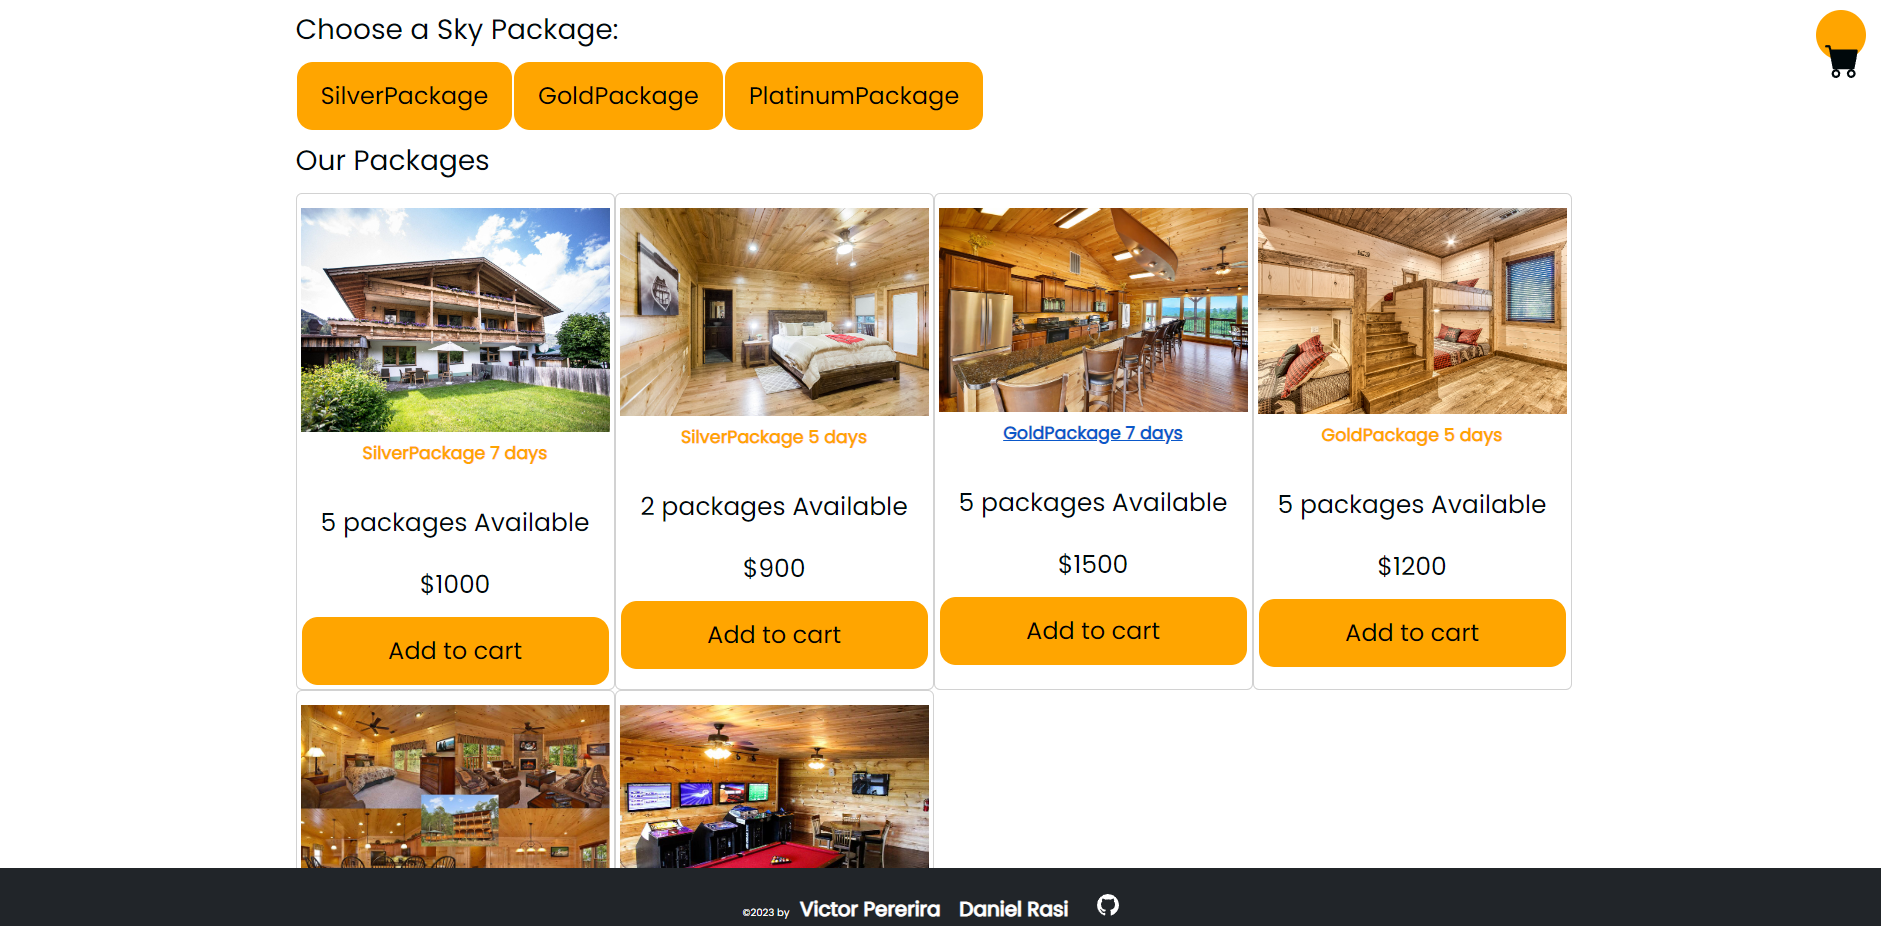 Choose a Sky Package:
SilverPackage GoldPackage PlatinumPackage
Our Packages
SilverPackage 7 days
5 packages Available
$1000
Add to cart
SilverPackage 5 days
2 packages Available
$900
Add to cart
GoldPackage 7 days
5 packages Available
$1500
Add to cart
GoldPackage 5 days
5 packages Available
$1200
Add to cart
©2023 by Victor Pererira Daniel Rasi